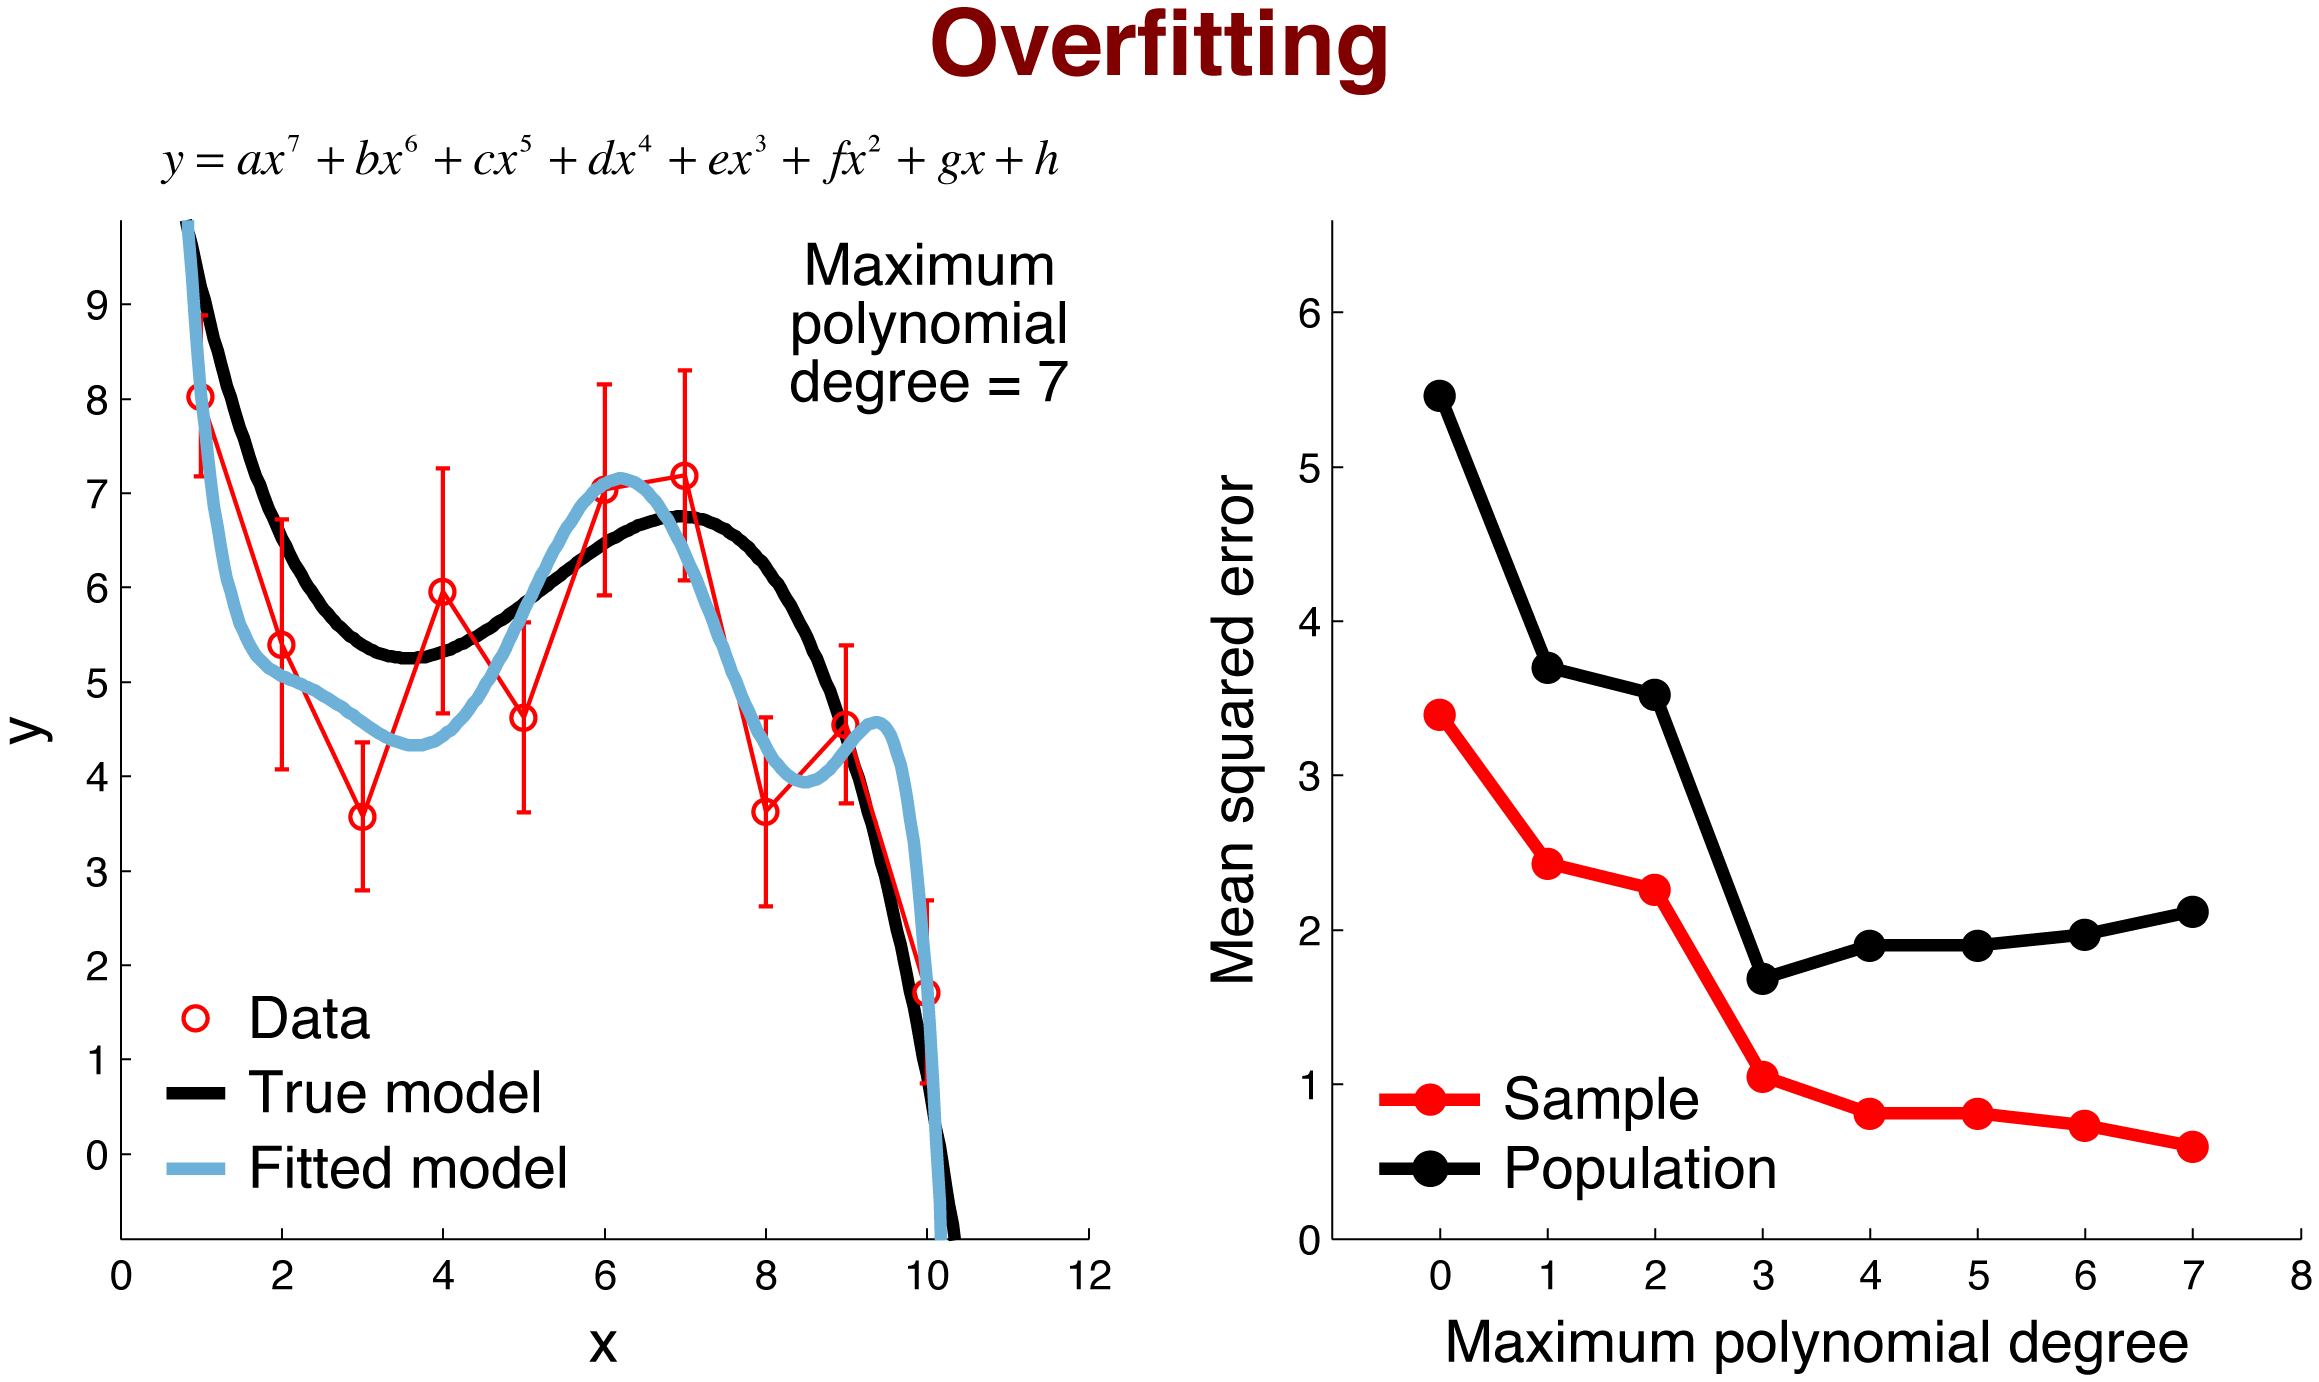 Overfitting
y = ax⁷ + bx⁶ + cx⁵ + dx⁴ + ex³ + fx² + gx + h
Maximum
polynomial
degree = 7
9
8
7
6
5
4
3
2
1
0
y
Data
True model
Fitted model
0 2 4 6 8 10 12
x
6
5
4
3
2
1
0
Mean squared error
Sample
Population
0 1 2 3 4 5 6 7 8
Maximum polynomial degree